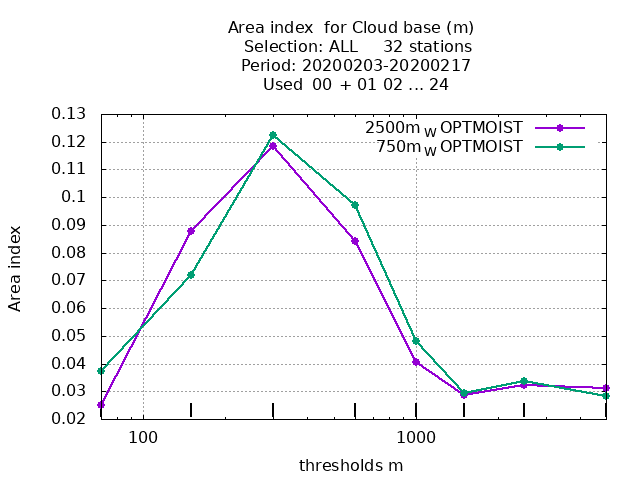 Area index  for Cloud base (m)
Selection: ALL     32 stations
Period: 20200203-20200217
Used  00 + 01 02 ... 24
2500m W OPTMOIST
750m W OPTMOIST
Area index
0.13
0.12
0.11
0.1
0.09
0.08
0.07
0.06
0.05
0.04
0.03
0.02
100 1000
thresholds m